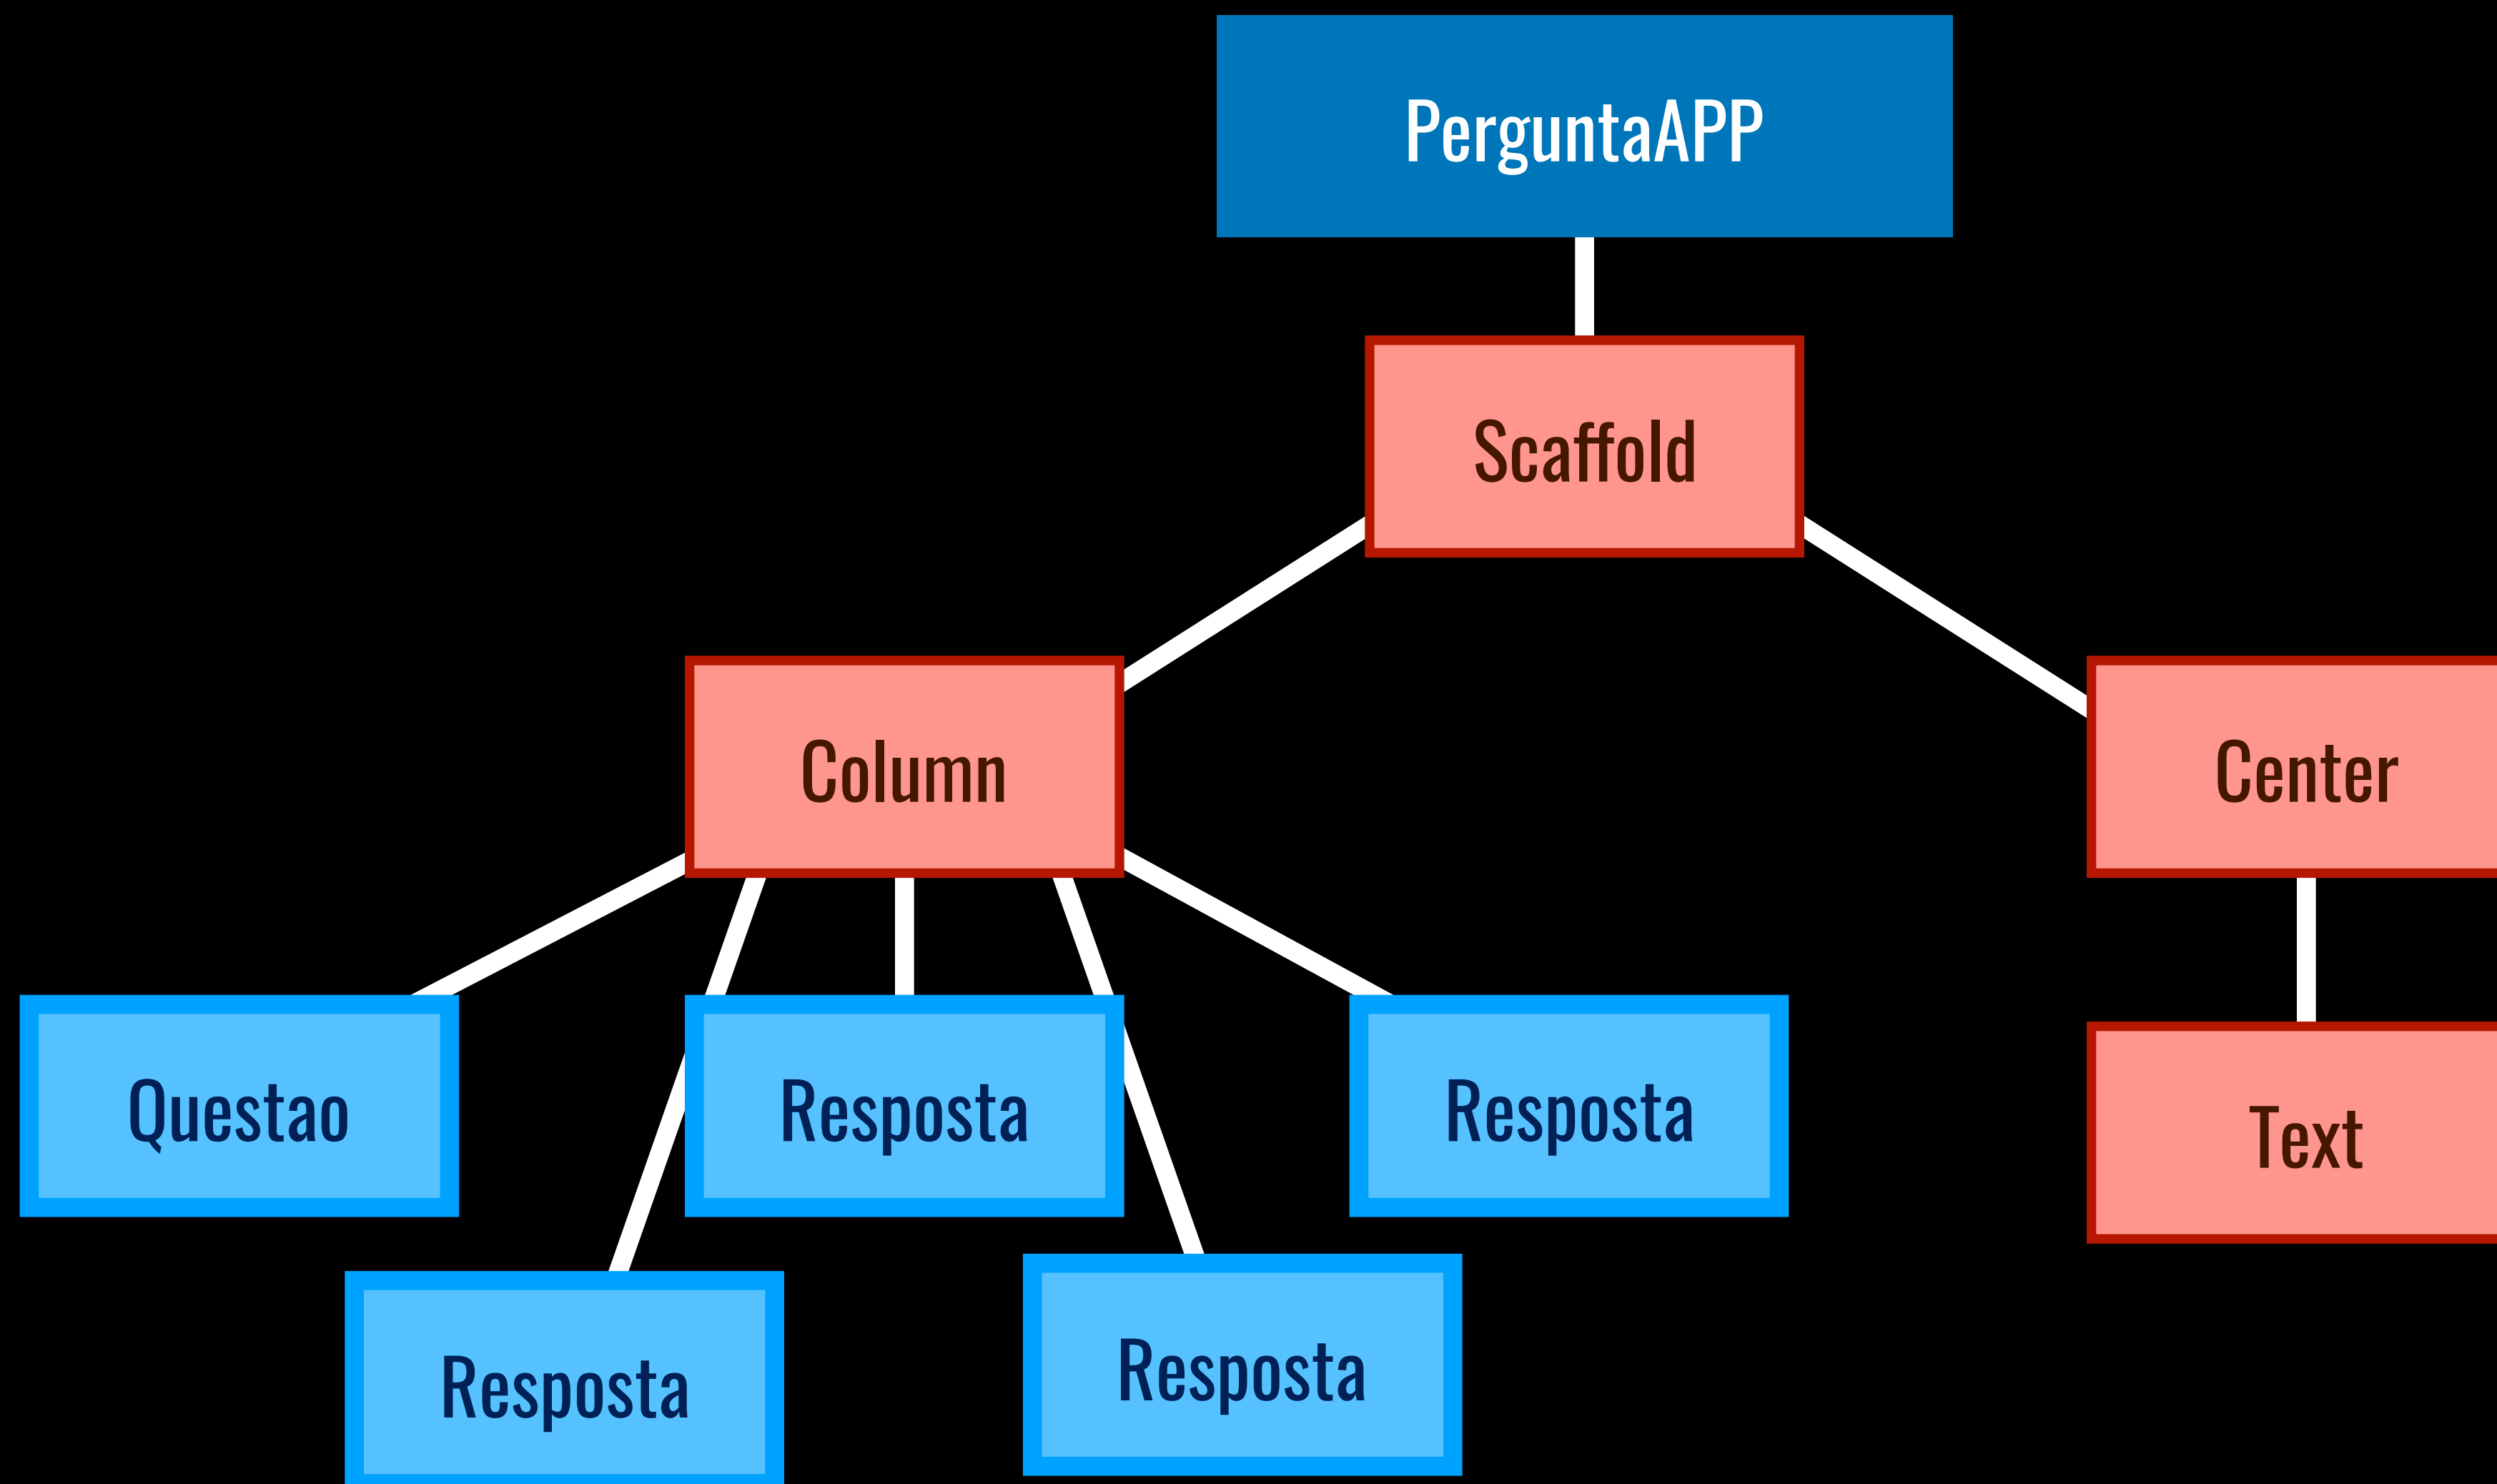 PerguntaAPP
Scaffold
Column
Center
Questao
Resposta
Resposta
Text
Resposta
Resposta